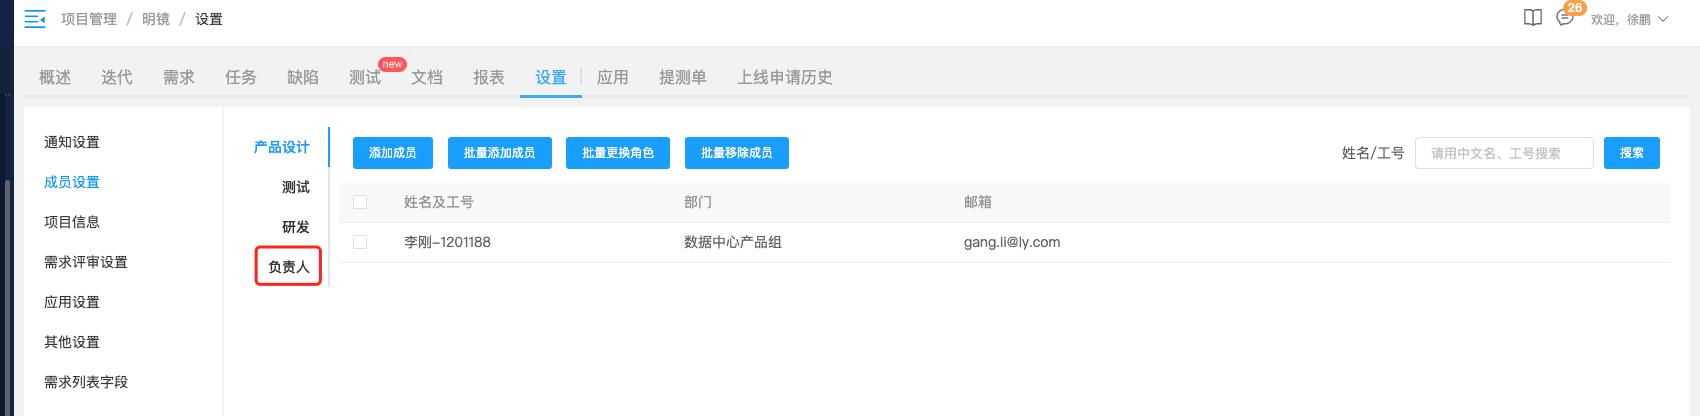 项目管理 / 明镜 / 设置
26
欢迎, 徐鹏
概述 迭代 需求 任务 缺陷 测试 new 文档 报表 设置 应用 提测单 上线申请历史
通知设置
成员设置
项目信息
需求评审设置
应用设置
其他设置
需求列表字段
产品设计
测试
研发
负责人
添加成员 批量添加成员 批量更换角色 批量移除成员
姓名/工号 请用中文名、工号搜索 搜索
姓名及工号 部门 邮箱
李刚-1201188 数据中心产品组 gang.li@ly.com